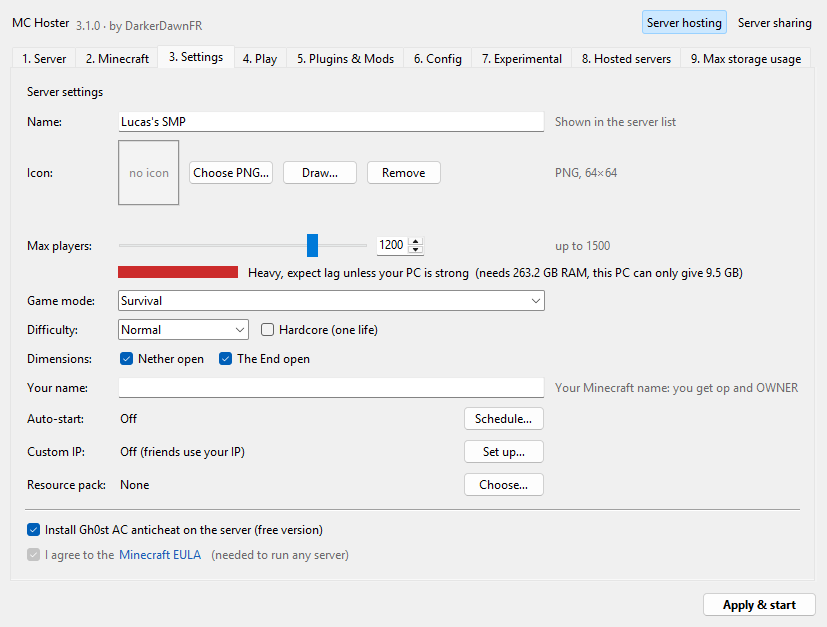 MC Hoster 3.1.0 · by DarkerDawnFR Server hosting Server sharing
1. Server 2. Minecraft 3. Settings 4. Play 5. Plugins & Mods 6. Config 7. Experimental 8. Hosted servers 9. Max storage usage
Server settings
Name: Lucas's SMP Shown in the server list
Icon: no icon Choose PNG... Draw... Remove PNG, 64×64
Max players: 1200 up to 1500
Heavy, expect lag unless your PC is strong (needs 263.2 GB RAM, this PC can only give 9.5 GB)
Game mode: Survival
Difficulty: Normal Hardcore (one life)
Dimensions: Nether open The End open
Your name: Your Minecraft name: you get op and OWNER
Auto-start: Off Schedule...
Custom IP: Off (friends use your IP) Set up...
Resource pack: None Choose...
Install Gh0st AC anticheat on the server (free version)
I agree to the Minecraft EULA (needed to run any server)
Apply & start